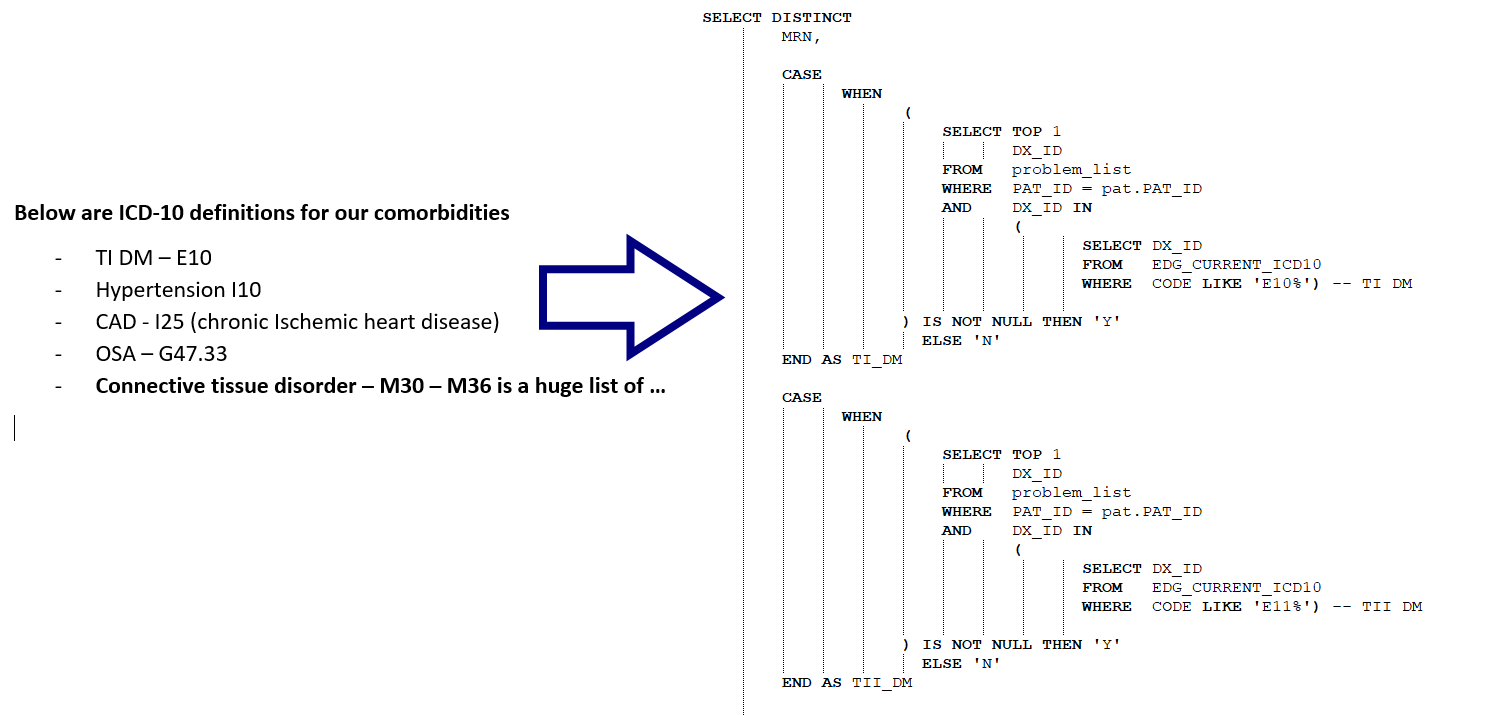 Below are ICD-10 definitions for our comorbidities
- TI DM – E10
- Hypertension I10
- CAD - I25 (chronic Ischemic heart disease)
- OSA – G47.33
- Connective tissue disorder – M30 – M36 is a huge list of ...
SELECT DISTINCT
MRN,
CASE
WHEN
(
SELECT TOP 1
DX_ID
FROM problem_list
WHERE PAT_ID = pat.PAT_ID
AND DX_ID IN
(
SELECT DX_ID
FROM EDG_CURRENT_ICD10
WHERE CODE LIKE 'E10%') -- TI DM
) IS NOT NULL THEN 'Y'
ELSE 'N'
END AS TI_DM
CASE
WHEN
(
SELECT TOP 1
DX_ID
FROM problem_list
WHERE PAT_ID = pat.PAT_ID
AND DX_ID IN
(
SELECT DX_ID
FROM EDG_CURRENT_ICD10
WHERE CODE LIKE 'E11%') -- TII DM
) IS NOT NULL THEN 'Y'
ELSE 'N'
END AS TII_DM